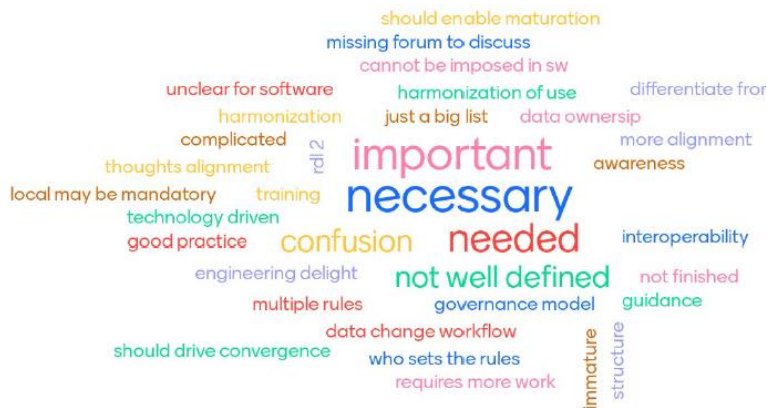 should enable maturation
missing forum to discuss
cannot be imposed in sw
unclear for software
harmonization of use
differentiate fror
harmonization
just a big list
data ownersip
complicated
rdl 2
important
more alignment
thoughts alignment
awareness
local may be mandatory
training
necessary
technology driven
good practice
confusion
needed
interoperability
engineering delight
not well defined
not finished
multiple rules
governance model
guidance
data change workflow
should drive convergence
who sets the rules
immature
structure
requires more work